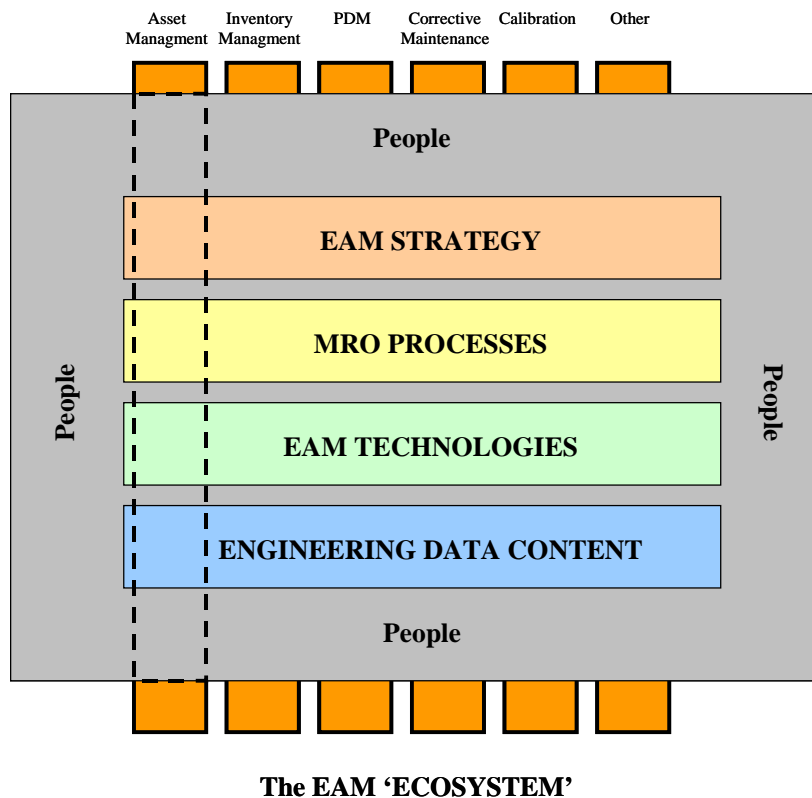 Asset
Managment
Inventory
Managment
PDM
Corrective
Maintenance
Calibration
Other
People
EAM STRATEGY
MRO PROCESSES
People
People
EAM TECHNOLOGIES
ENGINEERING DATA CONTENT
People
The EAM ‘ECOSYSTEM’